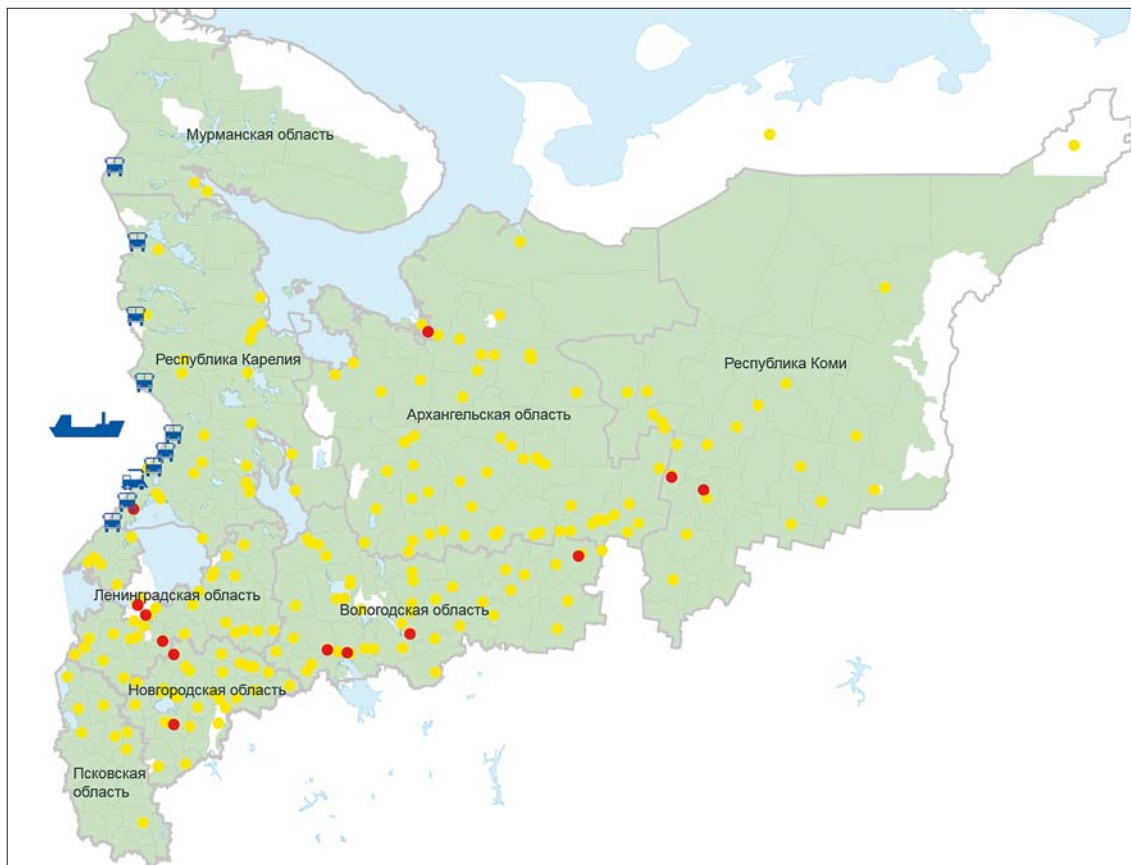 Мурманская область
Республика Карелия
Республика Коми
Архангельская область
Ленинградская область
Вологодская область
Новгородская область
Псковская
область